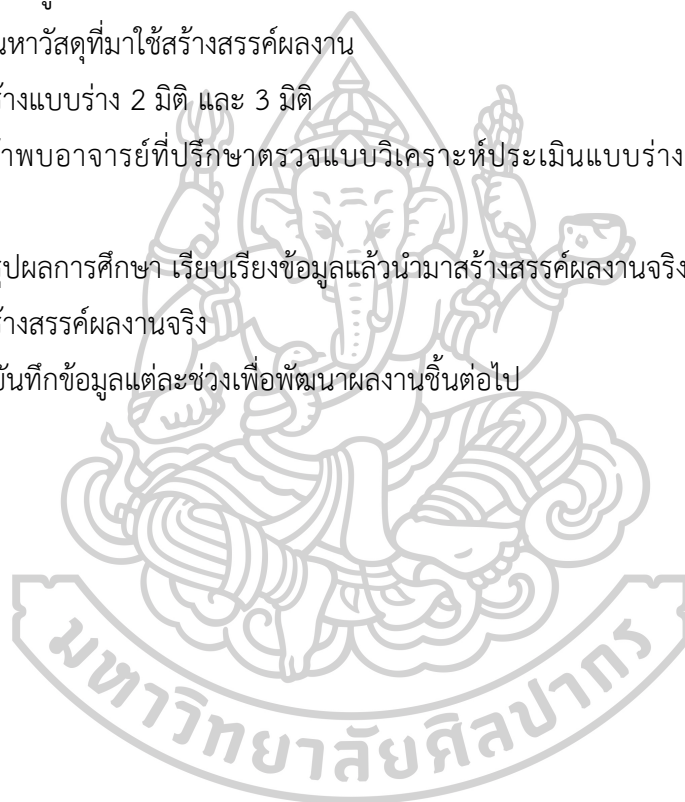 นหาวัสดุที่มาใช้สร้างสรรค์ผลงาน
ร้างแบบร่าง 2 มิติ และ 3 มิติ
าพบอาจารย์ที่ปรึกษาตรวจแบบวิเคราะห์ประเมินแบบร่าง
รุปผลการศึกษา เรียบเรียงข้อมูลแล้วนำมาสร้างสรรค์ผลงานจริง
ร้างสรรค์ผลงานจริง
บันทึกข้อมูลแต่ละช่วงเพื่อพัฒนาผลงานชิ้นต่อไป
มหาวิทยาลัยศิลปากร